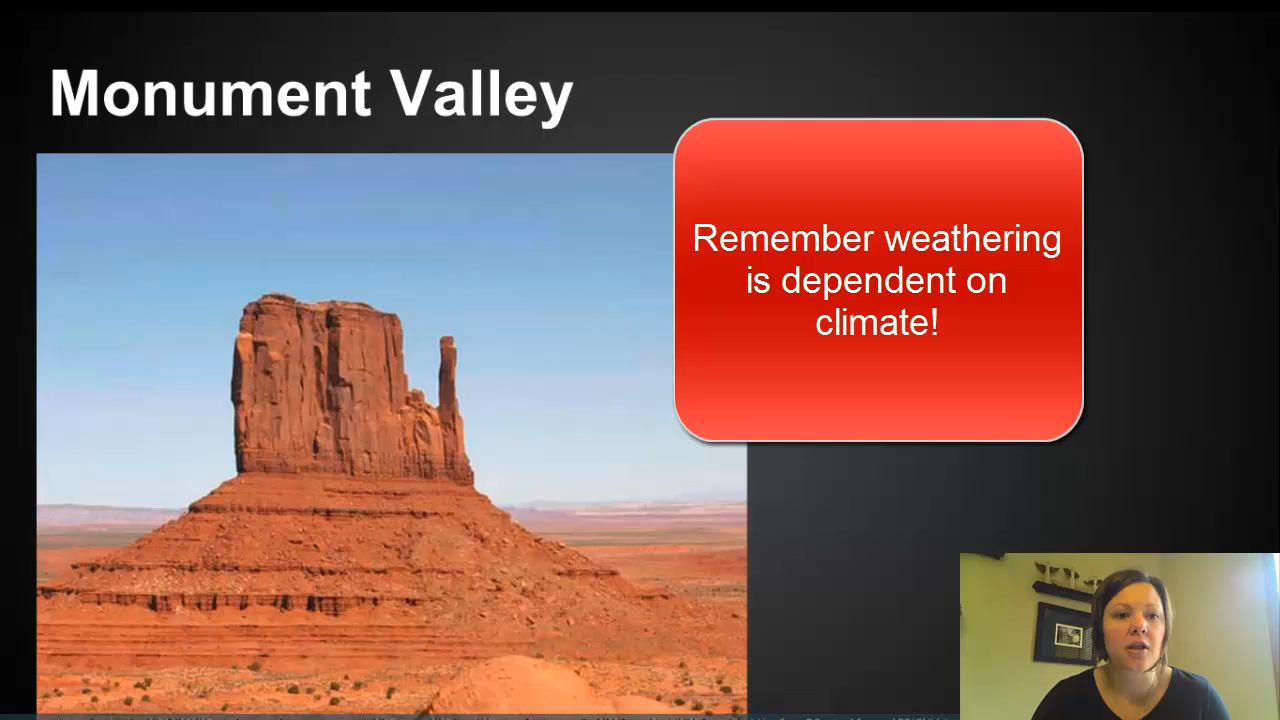 Monument Valley
Remember weathering
is dependent on
climate!